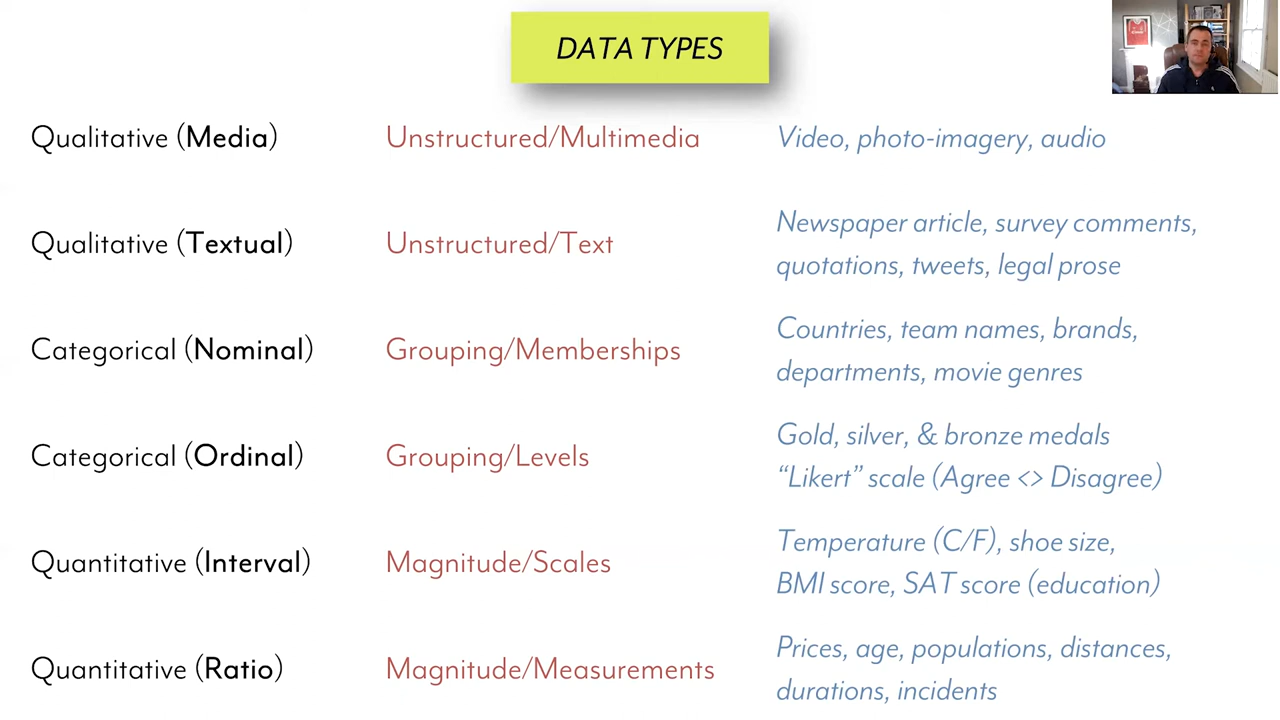 DATA TYPES
Qualitative (Media)
Unstructured/Multimedia
Video, photo-imagery, audio
Qualitative (Textual)
Unstructured/Text
Newspaper article, survey comments,
quotations, tweets, legal prose
Categorical (Nominal)
Grouping/Memberships
Countries, team names, brands,
departments, movie genres
Categorical (Ordinal)
Grouping/Levels
Gold, silver, & bronze medals
“Likert” scale (Agree <> Disagree)
Quantitative (Interval)
Magnitude/Scales
Temperature (C/F), shoe size,
BMI score, SAT score (education)
Quantitative (Ratio)
Magnitude/Measurements
Prices, age, populations, distances,
durations, incidents